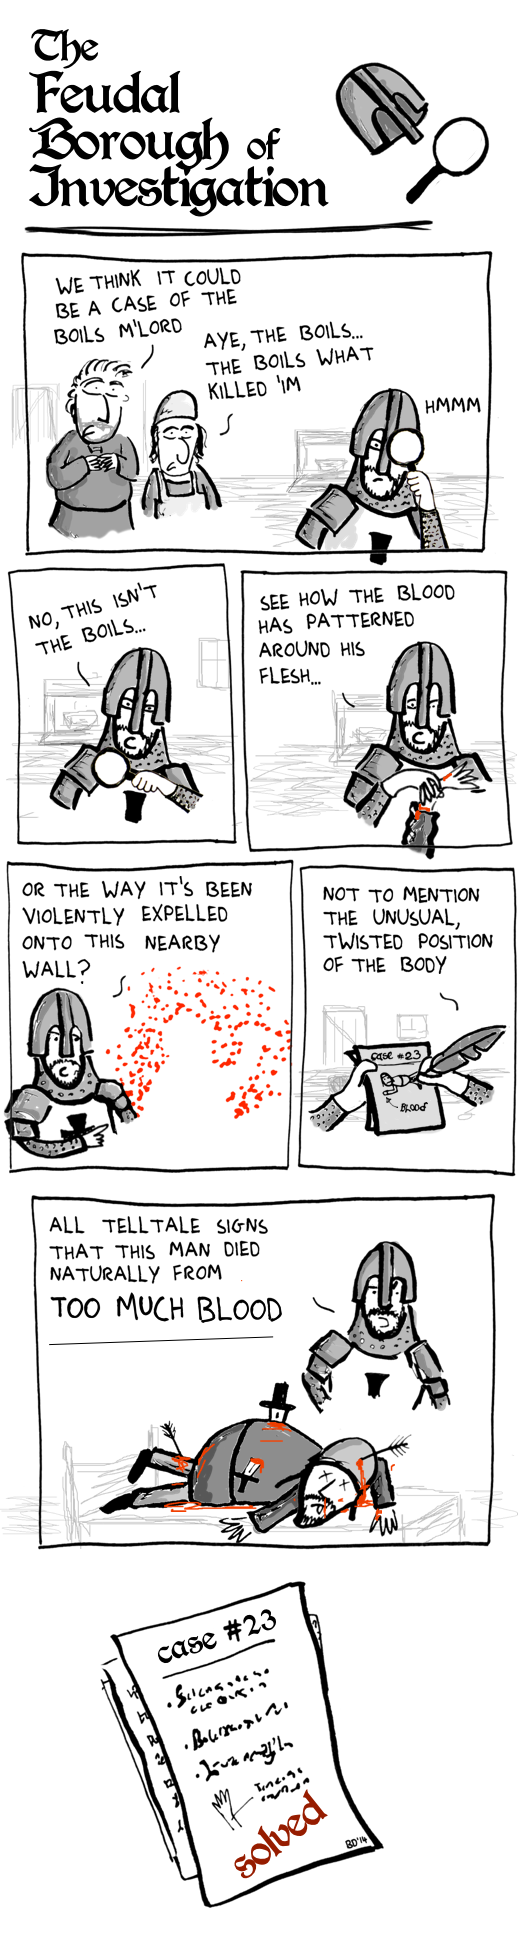 The
Feudal
Borough of
Investigation
WE THINK IT COULD
BE A CASE OF THE
BOILS M'LORD
AYE, THE BOILS...
THE BOILS WHAT
KILLED 'IM
HMMM
NO, THIS ISN'T
THE BOILS...
SEE HOW THE BLOOD
HAS PATTERNED
AROUND HIS
FLESH...
OR THE WAY IT'S BEEN
VIOLENTLY EXPELLED
ONTO THIS NEARBY
WALL?
NOT TO MENTION
THE UNUSUAL,
TWISTED POSITION
OF THE BODY
case #23
BLOOD
ALL TELLTALE SIGNS
THAT THIS MAN DIED
NATURALLY FROM
TOO MUCH BLOOD
case #23
solved
BD'14